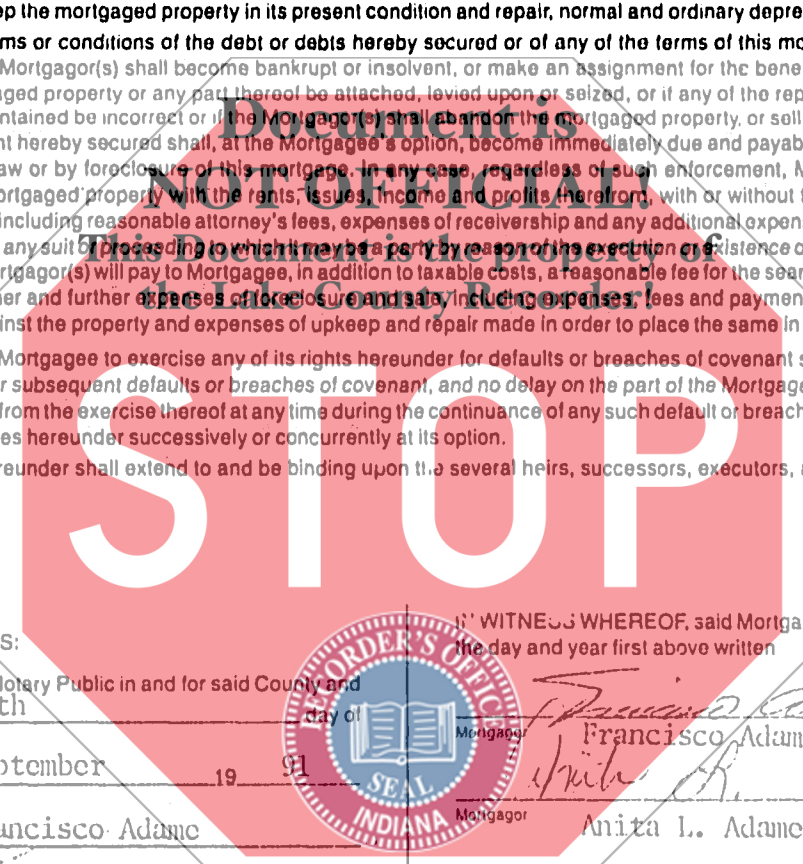 ep the mortgaged property in its present condition and repair, normal and ordinary depre
ms or conditions of the debt or debts hereby secured or of any of the terms of this mo
Mortgagor(s) shall become bankrupt or insolvent, or make an assignment for the bene
aged property or any part thereof be attached, levied upon or seized, or if any of the rep
ntained be incorrect or if the Mortgagor(s) shall abandon the mortgaged property, or sell
Document is
nt hereby secured shall, at the Mortgagee's option, become immediately due and payab
aw or by foreclosure of this mortgage. In any case, regardless of such enforcement, M
NOT OFFICIAL!
ortgaged property with the rents, issues, income and profits therefrom, with or without f
including reasonable attorney's fees, expenses of receivership and any additional expen
any suit or proceeding to which it may be a party by reason of the execution or existence o
This Document is the property of
rtgagor(s) will pay to Mortgagee, in addition to taxable costs, a reasonable fee for the sear
her and further expenses of foreclosure and sale, including expenses, fees and paymen
the Lake County Recorder!
inst the property and expenses of upkeep and repair made in order to place the same in
Mortgagee to exercise any of its rights hereunder for defaults or breaches of covenant s
r subsequent defaults or breaches of covenant, and no delay on the part of the Mortgage
from the exercise thereof at any time during the continuance of any such default or breach
es hereunder successively or concurrently at its option.
reunder shall extend to and be binding upon the several heirs, successors, executors, a
STOP
IN WITNESS WHEREOF, said Mortga
S:
the day and year first above written
Notary Public in and for said County and
th
day of
Mortgagor
Francisco Adam
ptember 19 91
Mortgagor
Anita L. Adame
ancisco Adame
RECORDER'S OFFICE
SEAL
INDIANA